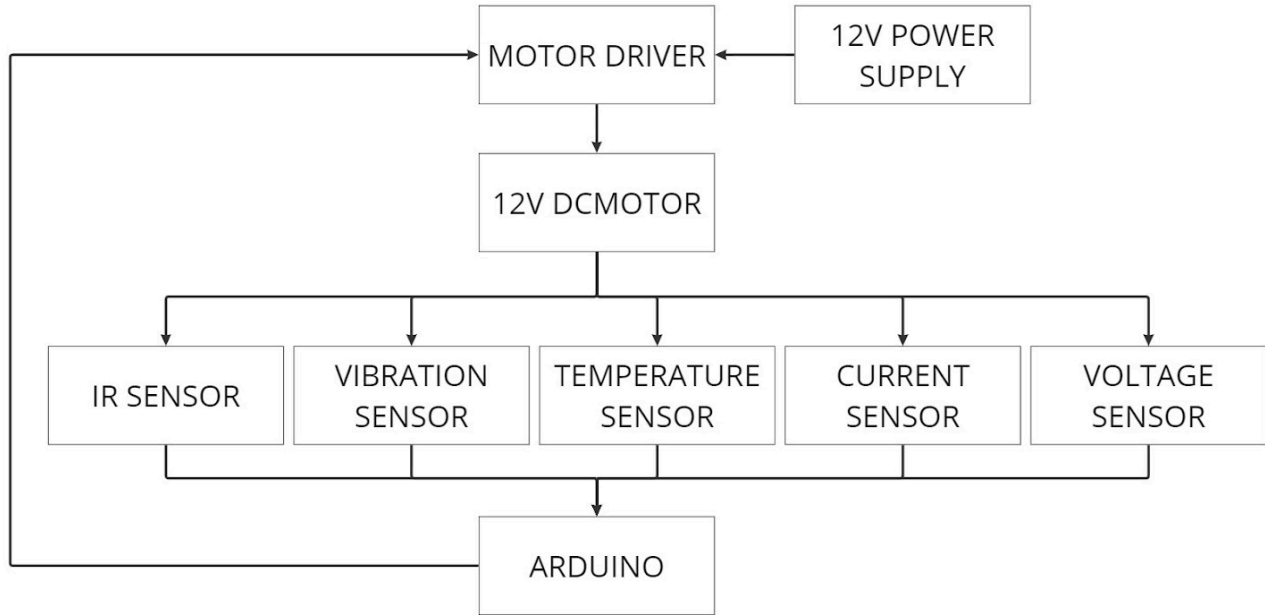 MOTOR DRIVER
12V POWER
SUPPLY
12V DCMOTOR
IR SENSOR
VIBRATION
SENSOR
TEMPERATURE
SENSOR
CURRENT
SENSOR
VOLTAGE
SENSOR
ARDUINO